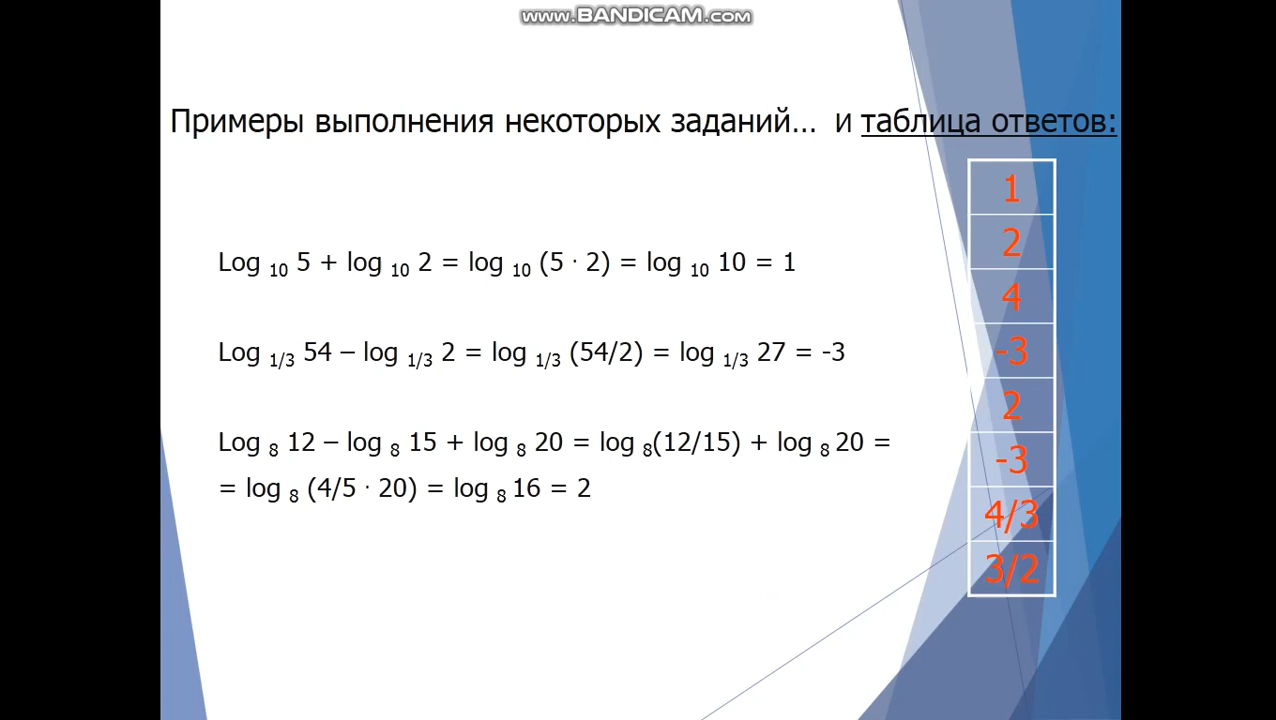 www.BANDICAM.com
Примеры выполнения некоторых заданий... и таблица ответов:
1
2
4
-3
2
-3
4/3
3/2
Log 10 5 + log 10 2 = log 10 (5 · 2) = log 10 10 = 1
Log 1/3 54 – log 1/3 2 = log 1/3 (54/2) = log 1/3 27 = -3
Log 8 12 – log 8 15 + log 8 20 = log 8(12/15) + log 8 20 =
= log 8 (4/5 · 20) = log 8 16 = 2